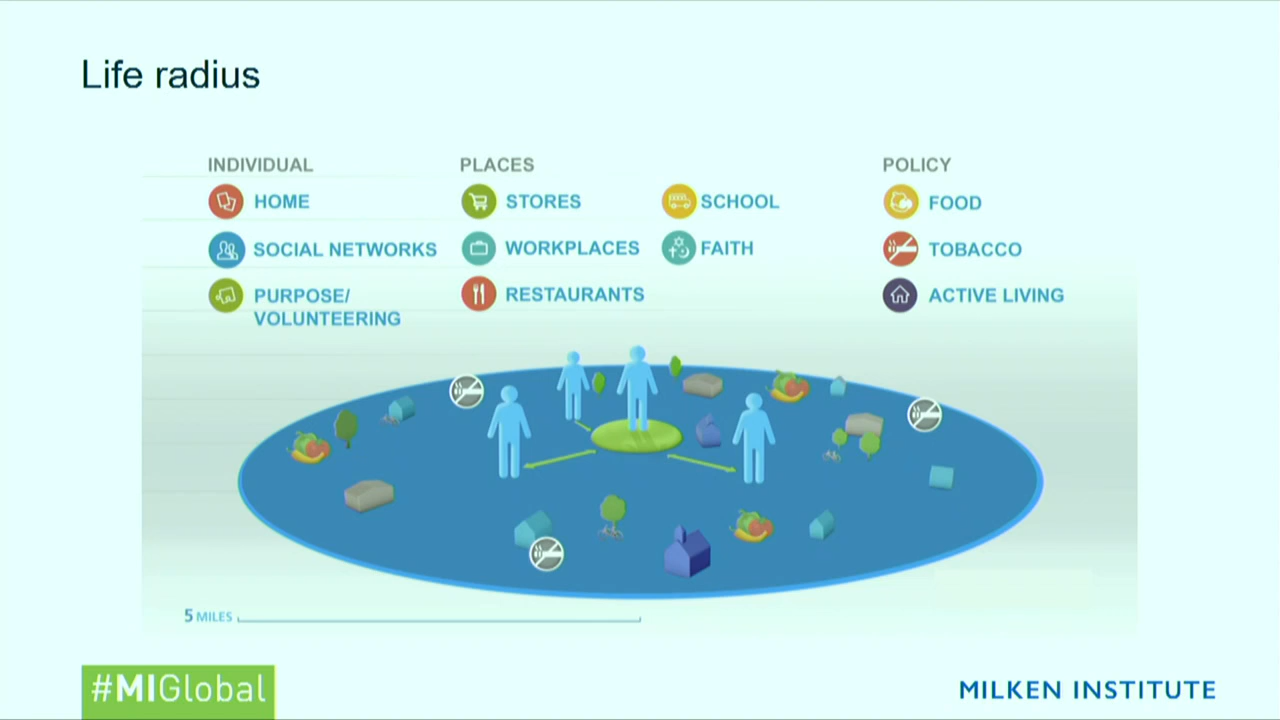 Life radius
INDIVIDUAL
HOME
SOCIAL NETWORKS
PURPOSE/
VOLUNTEERING
PLACES
STORES
WORKPLACES
RESTAURANTS
SCHOOL
FAITH
POLICY
FOOD
TOBACCO
ACTIVE LIVING
5 MILES
#MIGlobal
MILKEN INSTITUTE